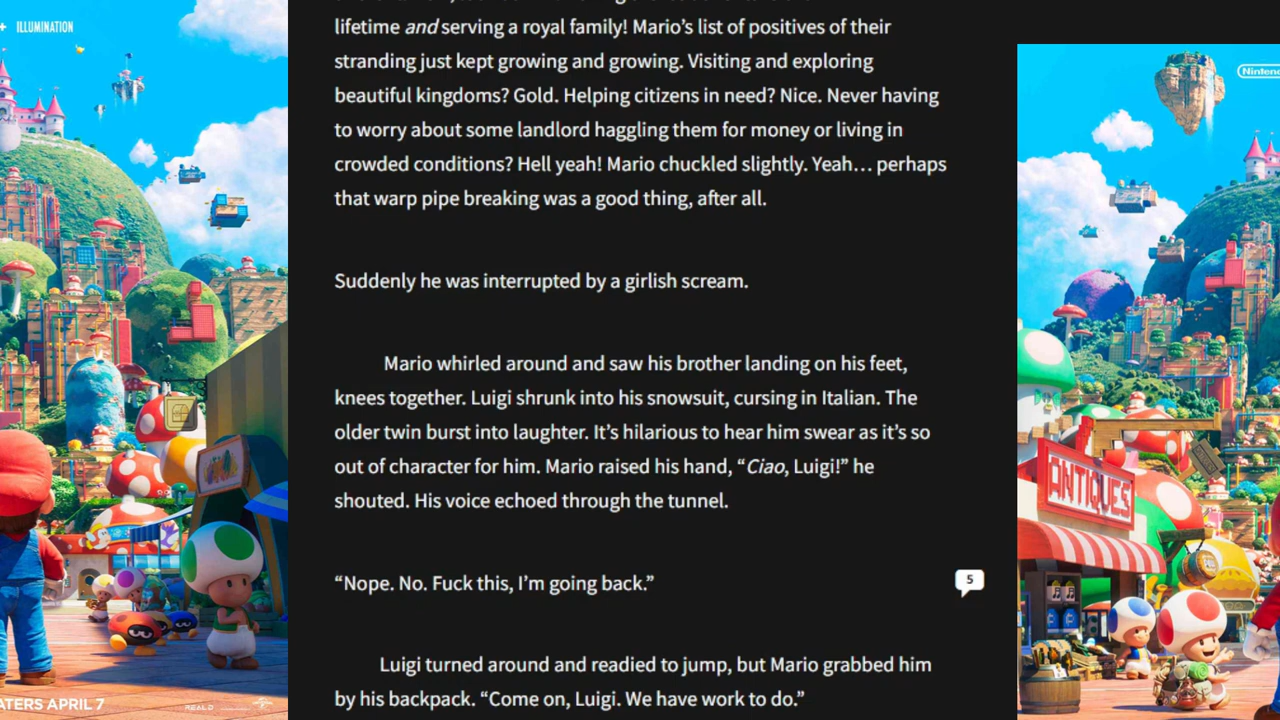 ILLUMINATION
lifetime and serving a royal family! Mario’s list of positives of their
stranding just kept growing and growing. Visiting and exploring
beautiful kingdoms? Gold. Helping citizens in need? Nice. Never having
to worry about some landlord haggling them for money or living in
crowded conditions? Hell yeah! Mario chuckled slightly. Yeah… perhaps
that warp pipe breaking was a good thing, after all.
Suddenly he was interrupted by a girlish scream.
Mario whirled around and saw his brother landing on his feet,
knees together. Luigi shrunk into his snowsuit, cursing in Italian. The
older twin burst into laughter. It’s hilarious to hear him swear as it’s so
out of character for him. Mario raised his hand, “Ciao, Luigi!” he
shouted. His voice echoed through the tunnel.
“Nope. No. Fuck this, I’m going back.”
5
Luigi turned around and readied to jump, but Mario grabbed him
by his backpack. “Come on, Luigi. We have work to do.”
ATERS APRIL 7
REALD
Ninten
ANTIQUES